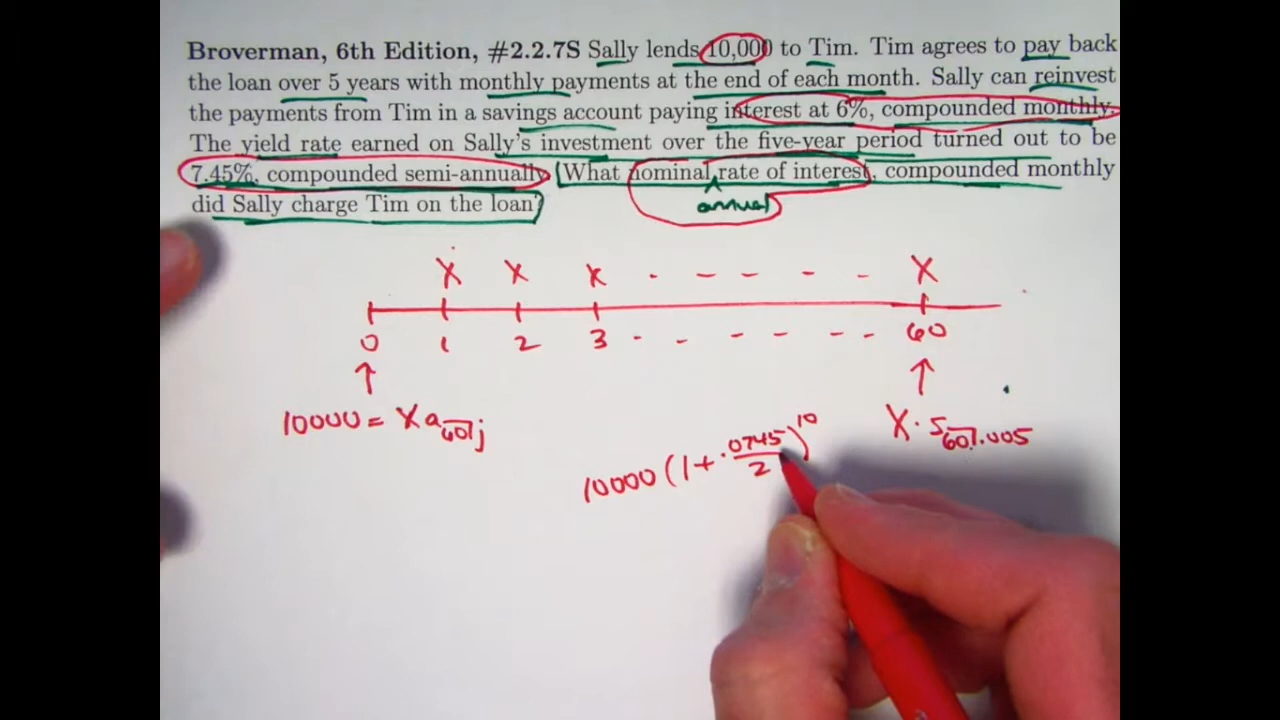 Broverman, 6th Edition, #2.2.7S Sally lends 10,000 to Tim. Tim agrees to pay back
the loan over 5 years with monthly payments at the end of each month. Sally can reinvest
the payments from Tim in a savings account paying interest at 6%, compounded monthly.
The yield rate earned on Sally's investment over the five-year period turned out to be
7.45%, compounded semi-annually. What nominal rate of interest, compounded monthly
annual
did Sally charge Tim on the loan?
X X X · – – – – X
0 1 2 3 · – – – – – 60
↑ ↑
10000 = X a60⌉j X · s60⌉.005
10000 (1 + .0745/2)^10